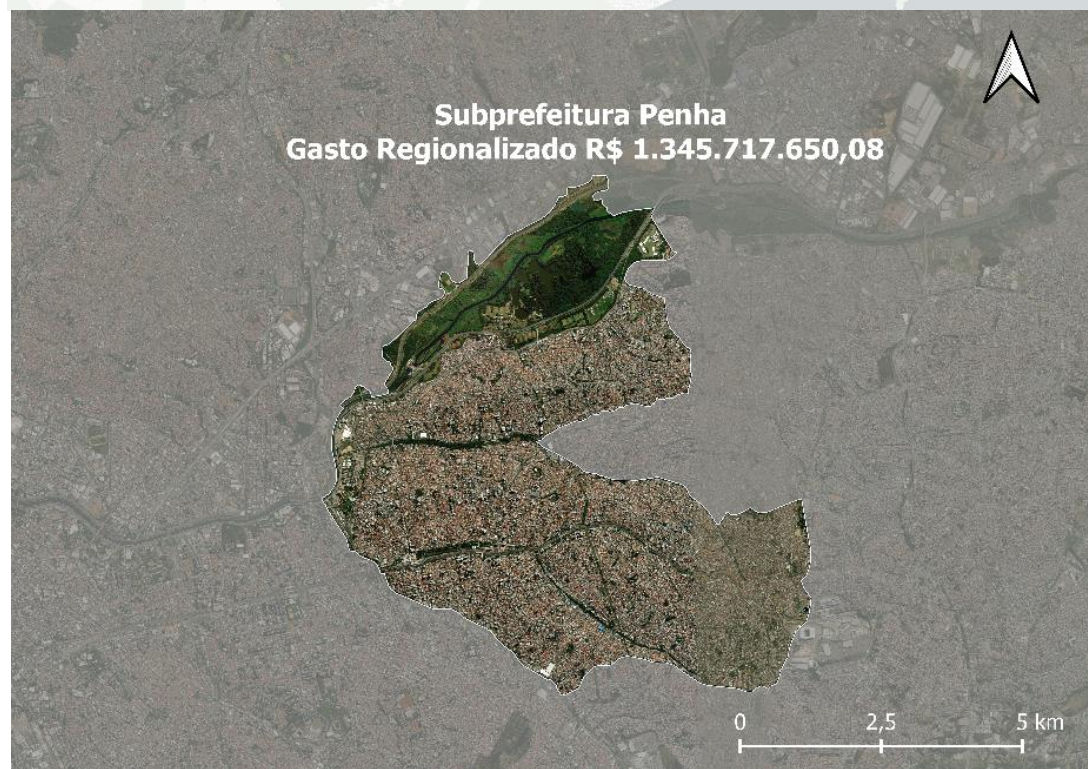 Subprefeitura Penha
Gasto Regionalizado R$ 1.345.717.650,08
0 2,5 5 km